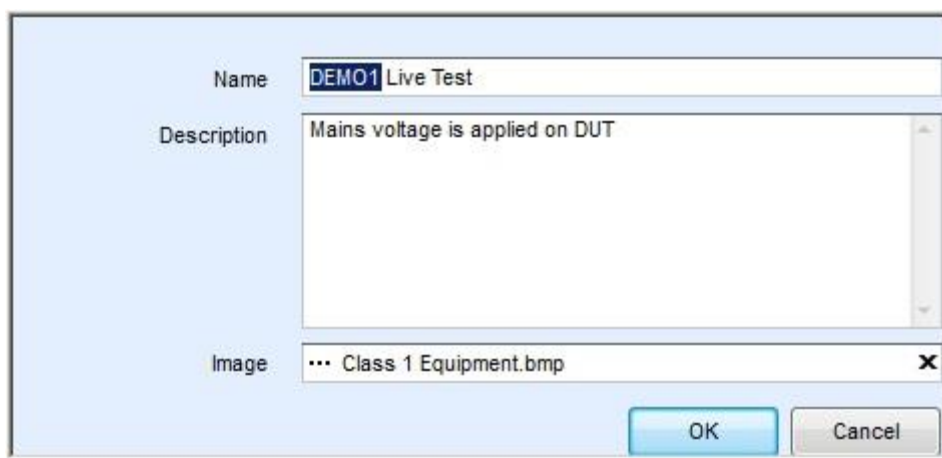 Name DEMO1 Live Test
Description Mains voltage is applied on DUT
Image ... Class 1 Equipment.bmp x
OK Cancel